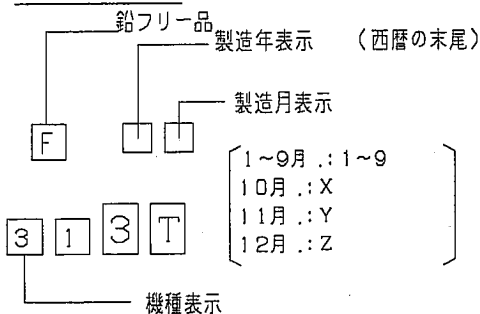 鉛フリー品
製造年表示 (西暦の末尾)
製造月表示
F
1~9月.:1~9
10月.:X
11月.:Y
12月.:Z
3 1 3 T
機種表示